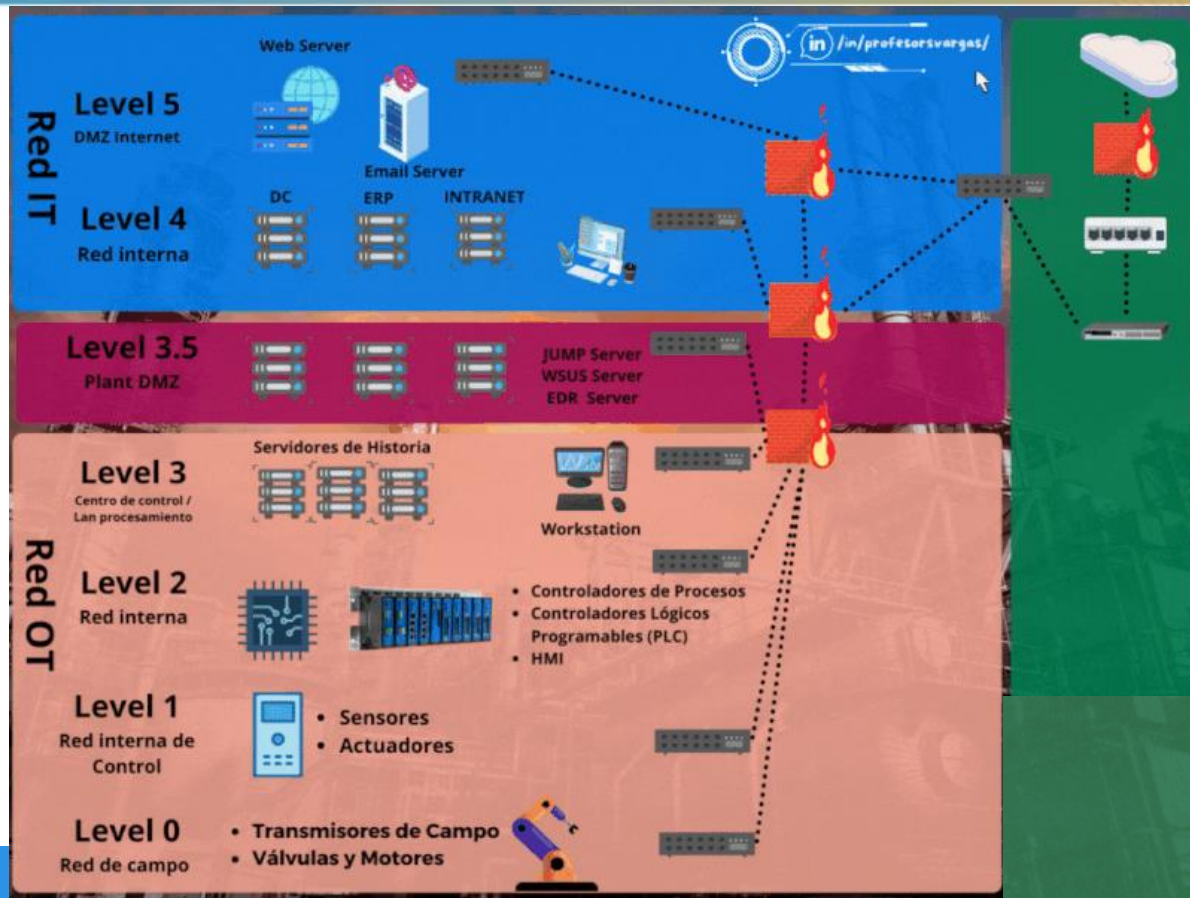 /in/profesorsvargas/
in
Red IT
Web Server
Level 5
DMZ Internet
Email Server
DC
ERP
INTRANET
Level 4
Red interna
Level 3.5
Plant DMZ
JUMP Server
WSUS Server
EDR Server
Red OT
Servidores de Historia
Level 3
Centro de control /
Lan procesamiento
Workstation
Level 2
Red interna
• Controladores de Procesos
• Controladores Lógicos
Programables (PLC)
• HMI
Level 1
Red interna de
Control
• Sensores
• Actuadores
Level 0
Red de campo
• Transmisores de Campo
• Válvulas y Motores